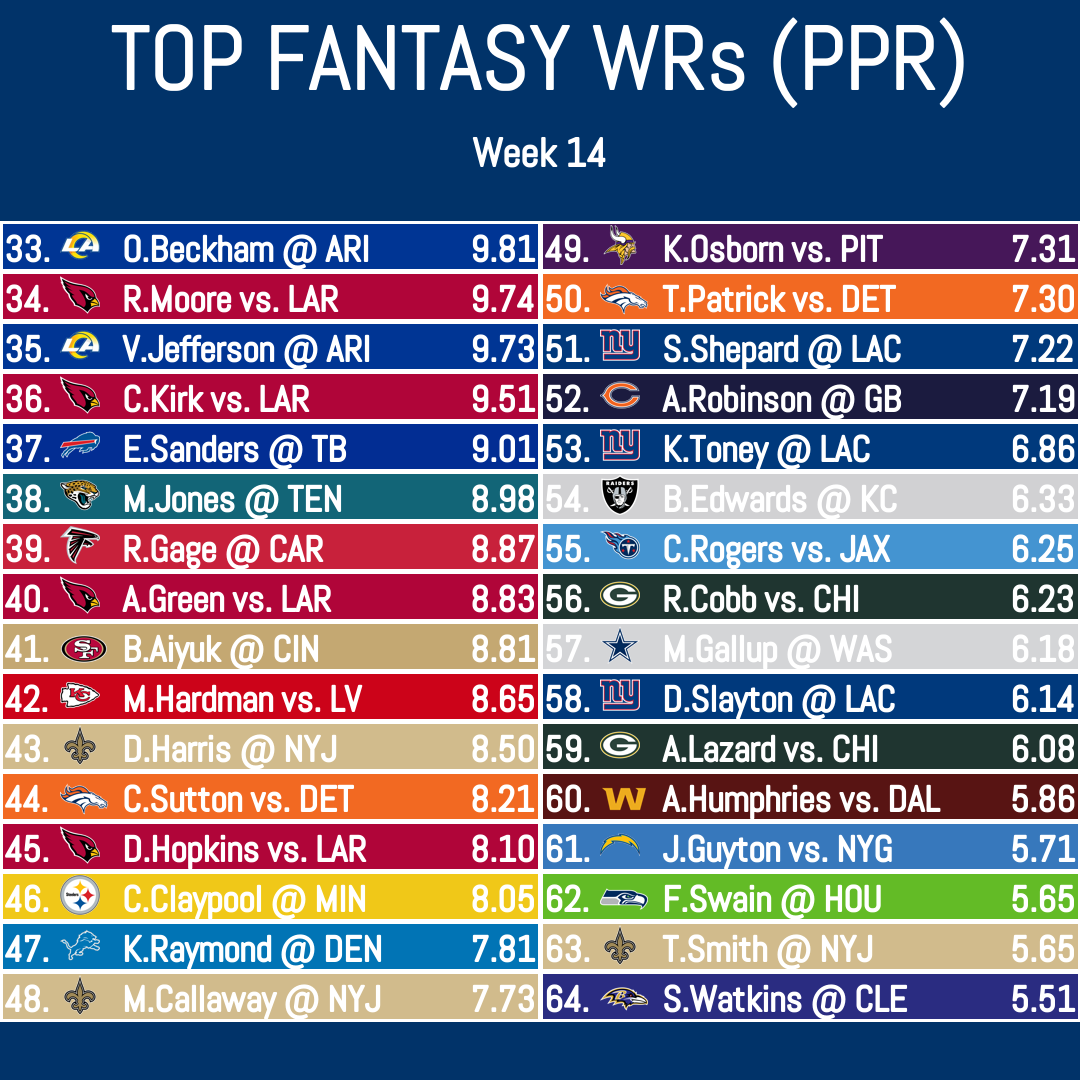 TOP FANTASY WRs (PPR)
Week 14
33. O.Beckham @ ARI 9.81
34. R.Moore vs. LAR 9.74
35. V.Jefferson @ ARI 9.73
36. C.Kirk vs. LAR 9.51
37. E.Sanders @ TB 9.01
38. M.Jones @ TEN 8.98
39. R.Gage @ CAR 8.87
40. A.Green vs. LAR 8.83
41. B.Aiyuk @ CIN 8.81
42. M.Hardman vs. LV 8.65
43. D.Harris @ NYJ 8.50
44. C.Sutton vs. DET 8.21
45. D.Hopkins vs. LAR 8.10
46. C.Claypool @ MIN 8.05
47. K.Raymond @ DEN 7.81
48. M.Callaway @ NYJ 7.73
49. K.Osborn vs. PIT 7.31
50. T.Patrick vs. DET 7.30
51. S.Shepard @ LAC 7.22
52. A.Robinson @ GB 7.19
53. K.Toney @ LAC 6.86
54. B.Edwards @ KC 6.33
55. C.Rogers vs. JAX 6.25
56. R.Cobb vs. CHI 6.23
57. M.Gallup @ WAS 6.18
58. D.Slayton @ LAC 6.14
59. A.Lazard vs. CHI 6.08
60. A.Humphries vs. DAL 5.86
61. J.Guyton vs. NYG 5.71
62. F.Swain @ HOU 5.65
63. T.Smith @ NYJ 5.65
64. S.Watkins @ CLE 5.51